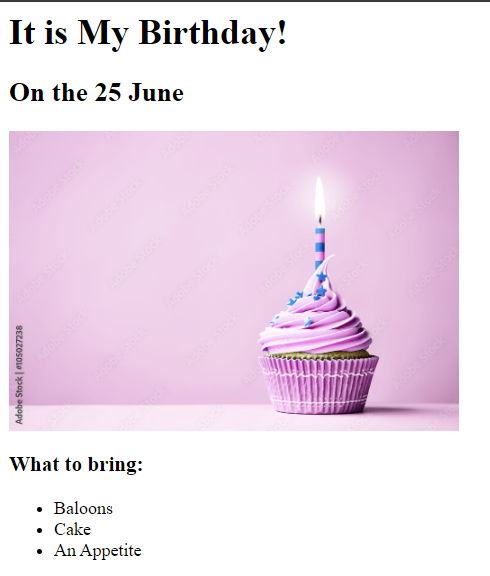 It is My Birthday!
On the 25 June
Adobe Stock | #105027238
What to bring:
Baloons
Cake
An Appetite